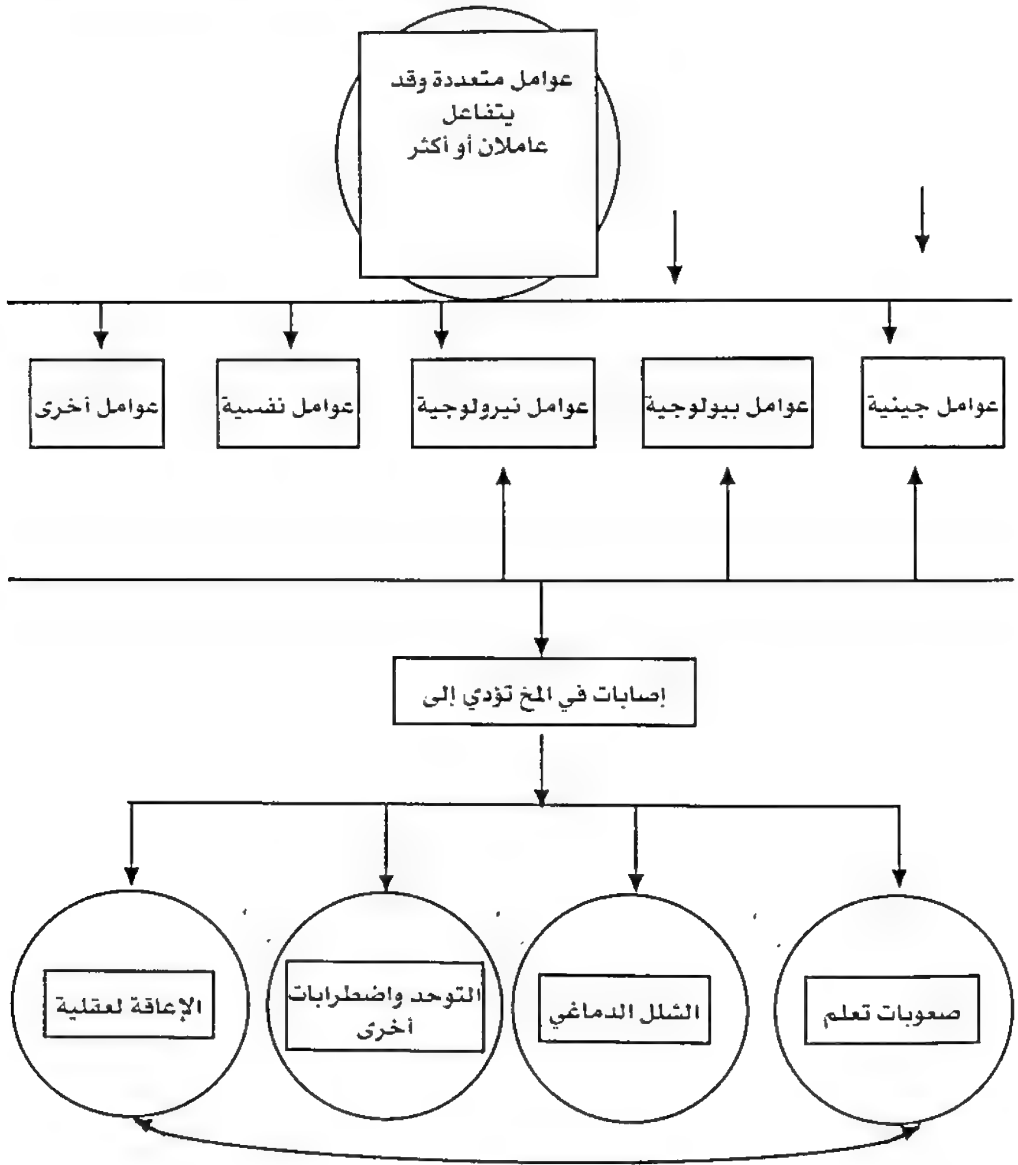 عوامل متعددة وقد
يتفاعل
عاملان أو أكثر
عوامل جينية
عوامل بيولوجية
عوامل نيرولوجية
عوامل نفسية
عوامل أخرى
إصابات في المخ تؤدي إلى
صعوبات تعلم
الشلل الدماغي
التوحد واضطرابات
أخرى
الإعاقة لعقلية